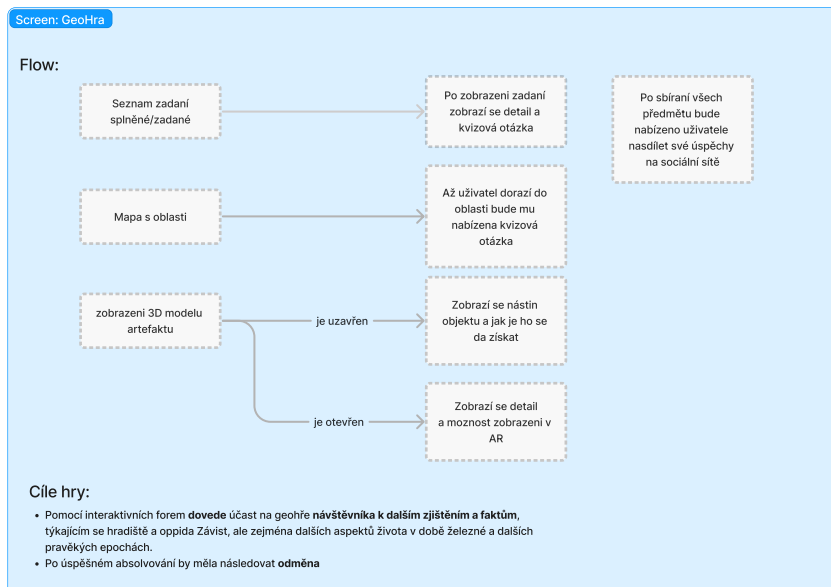 Screen: GeoHra
Flow:
Seznam zadaní
splněné/zadané
Po zobrazeni zadaní
zobrazí se detail a
kvizová otázka
Po sbíraní všech
předmětu bude
nabízeno uživatele
nasdílet své úspěchy
na sociální sítě
Mapa s oblasti
Až uživatel dorazí do
oblasti bude mu
nabízena kvizová
otázka
zobrazeni 3D modelu
artefaktu
je uzavřen
Zobrazí se nástin
objektu a jak je ho se
da získat
je otevřen
Zobrazí se detail
a moznost zobrazeni v
AR
Cíle hry:
• Pomocí interaktivních forem dovede účast na geohře návštěvníka k dalším zjištěním a faktům,
týkajícím se hradiště a oppida Závist, ale zejména dalších aspektů života v době železné a dalších
pravěkých epochách.
• Po úspěšném absolvování by měla následovat odměna